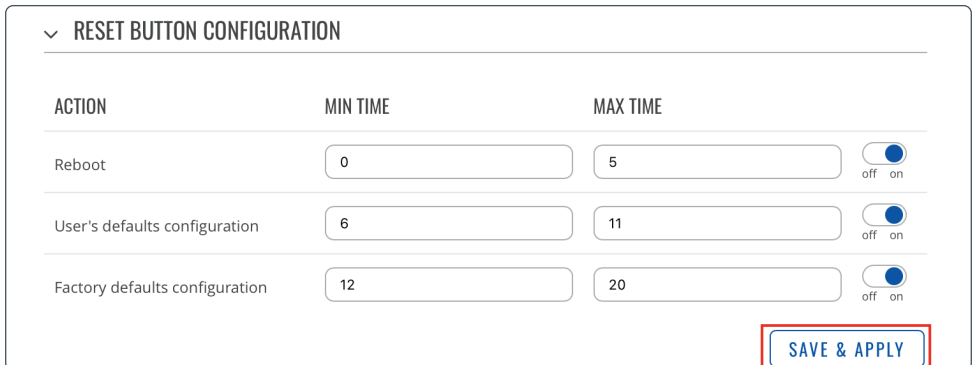 RESET BUTTON CONFIGURATION
ACTION MIN TIME MAX TIME
Reboot 0 5 off on
User's defaults configuration 6 11 off on
Factory defaults configuration 12 20 off on
SAVE & APPLY